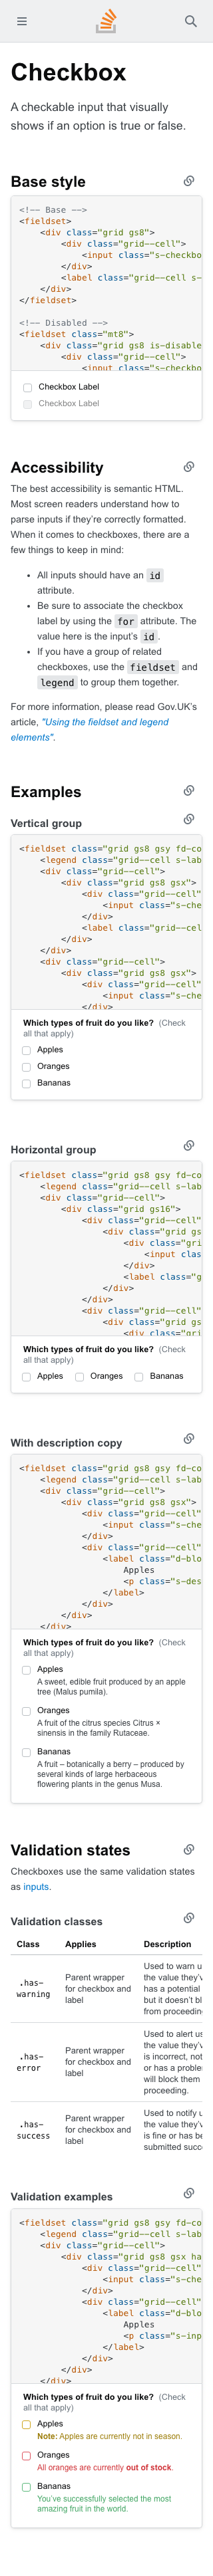 Checkbox
A checkable input that visually
shows if an option is true or false.
Base style
<!-- Base -->
<fieldset>
<div class="grid gs8">
<div class="grid--cell">
<input class="s-checkbo
</div>
<label class="grid--cell s-
</div>
</fieldset>
<!-- Disabled -->
<fieldset class="mt8">
<div class="grid gs8 is-disable
<div class="grid--cell">
<input class="s-checkbo
Checkbox Label
Checkbox Label
Accessibility
The best accessibility is semantic HTML.
Most screen readers understand how to
parse inputs if they're correctly formatted.
When it comes to checkboxes, there are a
few things to keep in mind:
• All inputs should have an id
attribute.
• Be sure to associate the checkbox
label by using the for attribute. The
value here is the input's id.
• If you have a group of related
checkboxes, use the fieldset and
legend to group them together.
For more information, please read Gov.UK's
article, "Using the fieldset and legend
elements".
Examples
Vertical group
<fieldset class="grid gs8 gsy fd-co
<legend class="grid--cell s-lab
<div class="grid--cell">
<div class="grid gs8 gsx">
<div class="grid--cell"
<input class="s-che
</div>
<label class="grid--cel
</div>
</div>
<div class="grid--cell">
<div class="grid gs8 gsx">
<div class="grid--cell"
<input class="s-che
</div>
Which types of fruit do you like? (Check
all that apply)
Apples
Oranges
Bananas
Horizontal group
<fieldset class="grid gs8 gsy fd-co
<legend class="grid--cell s-lab
<div class="grid--cell">
<div class="grid gs16">
<div class="grid--cell"
<div class="grid gs
<div class="gri
<input clas
</div>
<label class="g
</div>
</div>
<div class="grid--cell"
<div class="grid gs
<div class="gri
Which types of fruit do you like? (Check
all that apply)
Apples Oranges Bananas
With description copy
<fieldset class="grid gs8 gsy fd-co
<legend class="grid--cell s-lab
<div class="grid--cell">
<div class="grid gs8 gsx">
<div class="grid--cell"
<input class="s-che
</div>
<div class="grid--cell"
<label class="d-blo
Apples
<p class="s-des
</label>
</div>
</div>
</div>
Which types of fruit do you like? (Check
all that apply)
Apples
A sweet, edible fruit produced by an apple
tree (Malus pumila).
Oranges
A fruit of the citrus species Citrus ×
sinensis in the family Rutaceae.
Bananas
A fruit – botanically a berry – produced by
several kinds of large herbaceous
flowering plants in the genus Musa.
Validation states
Checkboxes use the same validation states
as inputs.
Validation classes
Class Applies Description
.has-warning Parent wrapper for checkbox and label Used to warn u the value they'v has a potential but it doesn't bl from proceedin
.has-error Parent wrapper for checkbox and label Used to alert us the value they'v is incorrect, not or has a problem will block them proceeding.
.has-success Parent wrapper for checkbox and label Used to notify u the value they'v is fine or has be submitted succe
Validation examples
<fieldset class="grid gs8 gsy fd-co
<legend class="grid--cell s-lab
<div class="grid--cell">
<div class="grid gs8 gsx ha
<div class="grid--cell"
<input class="s-che
</div>
<div class="grid--cell"
<label class="d-blo
Apples
<p class="s-inp
</label>
</div>
</div>
</div>
Which types of fruit do you like? (Check
all that apply)
Apples
Note: Apples are currently not in season.
Oranges
All oranges are currently out of stock.
Bananas
You've successfully selected the most
amazing fruit in the world.